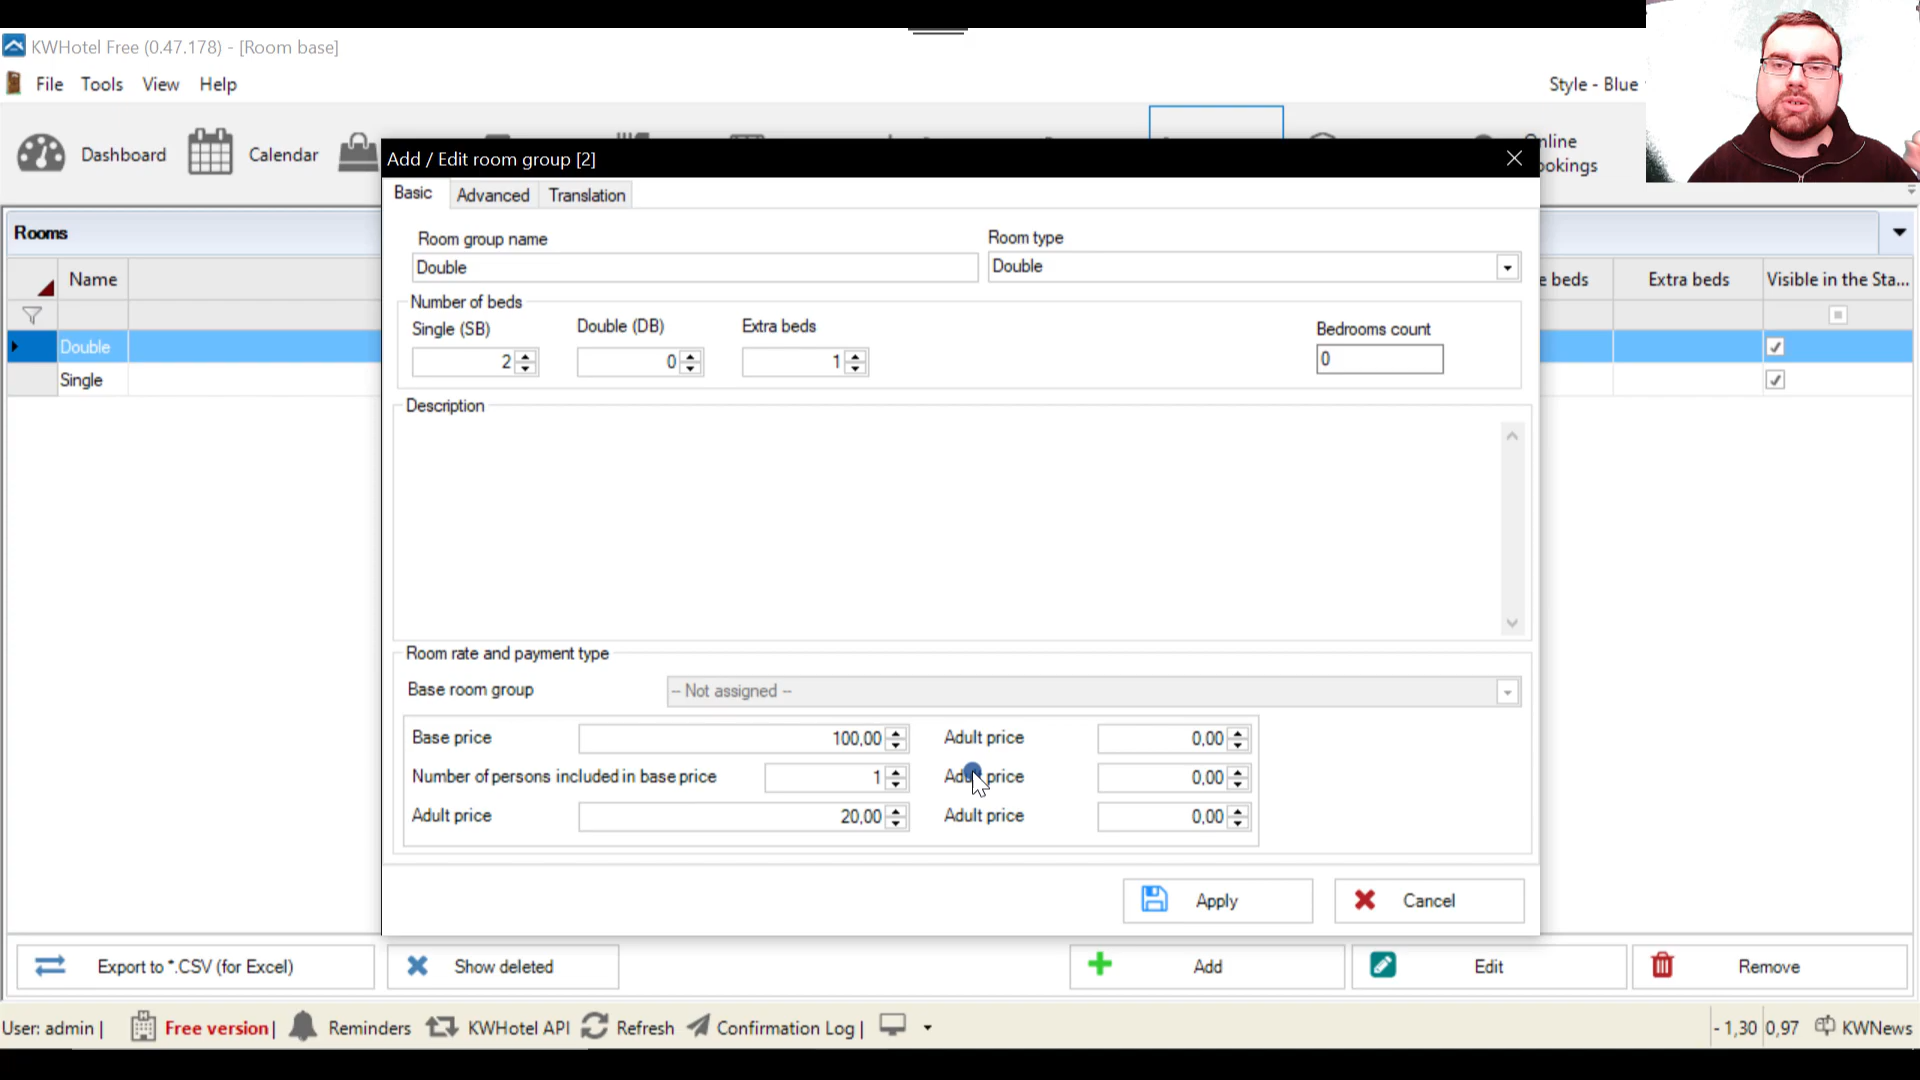 KWHotel Free (0.47.178) - [Room base]
File Tools View Help
Style - Blue
Dashboard Calendar
Bookings
Add / Edit room group [2]
Basic Advanced Translation
Rooms
Room group name Room type
Double Double
Name
beds Extra beds Visible in the Sta...
Number of beds
Single (SB) Double (DB) Extra beds Bedrooms count
2 0 1 0
Double
Single
Description
Room rate and payment type
Base room group -- Not assigned --
Base price 100,00 Adult price 0,00
Number of persons included in base price 1 Adult price 0,00
Adult price 20,00 Adult price 0,00
Apply Cancel
Export to *.CSV (for Excel) Show deleted Add Edit Remove
User: admin | Free version | Reminders KWHotel API Refresh Confirmation Log | - 1,30 0,97 KWNews